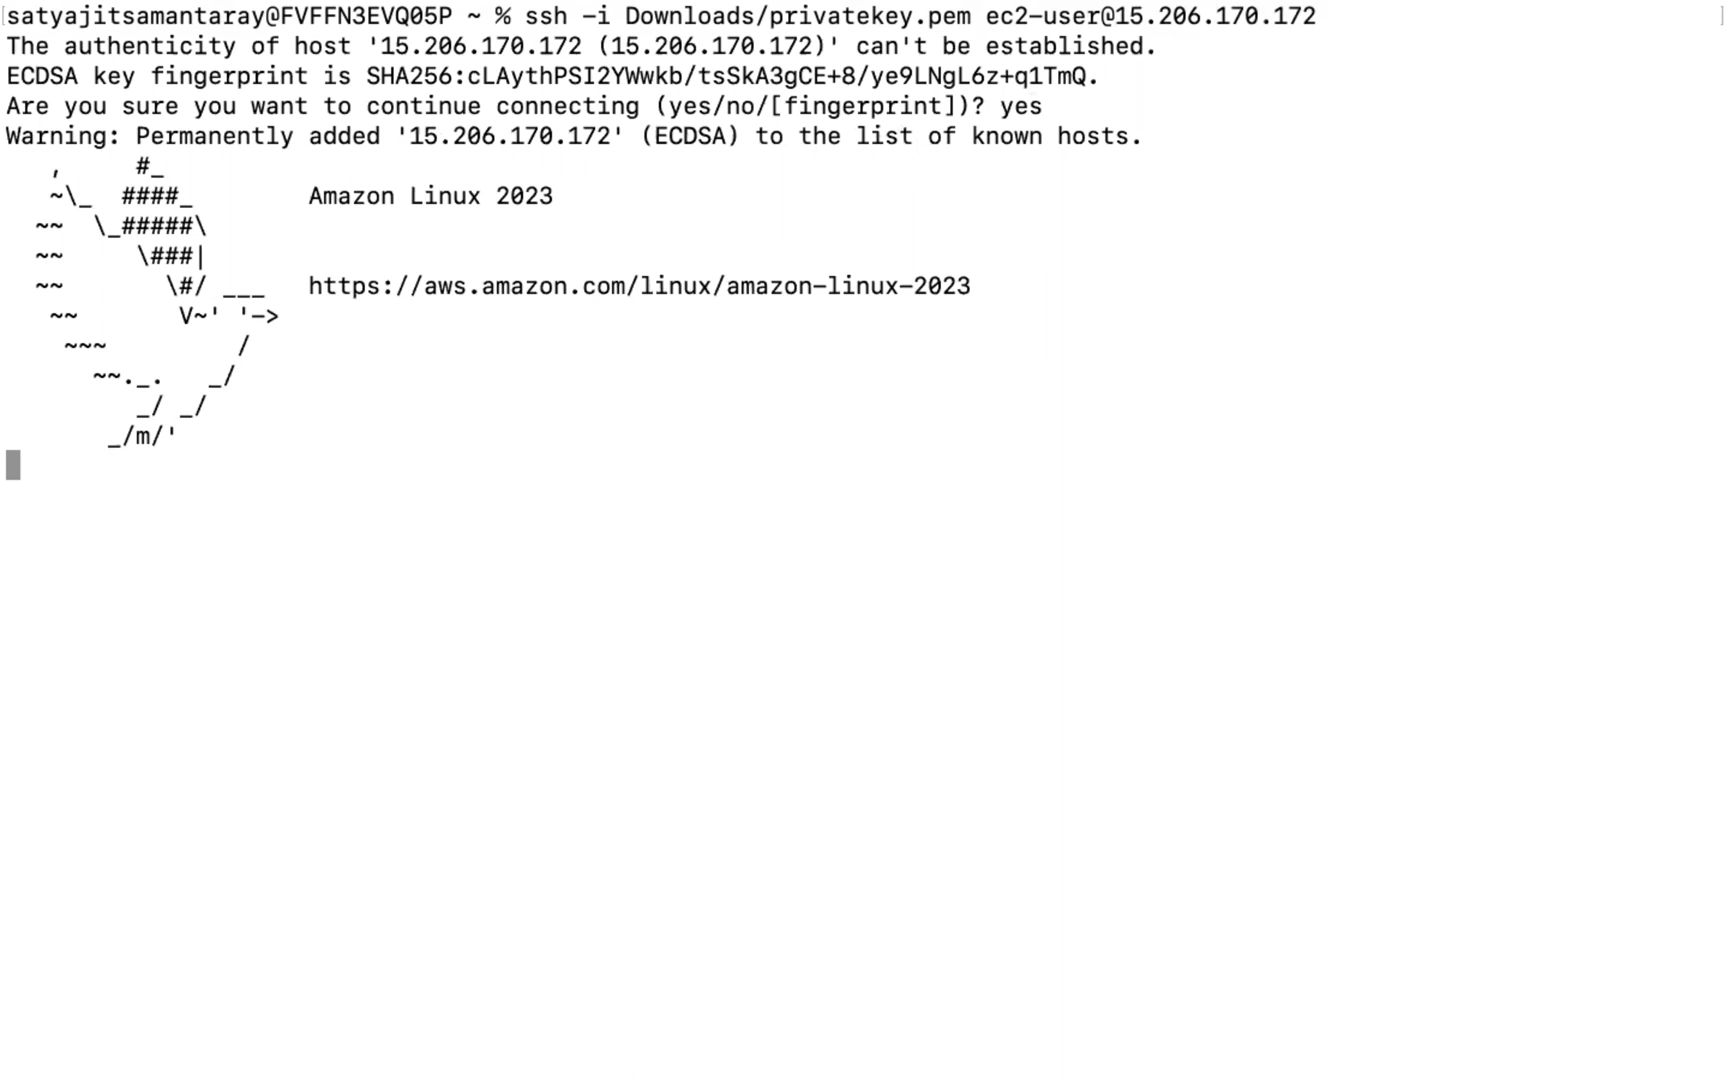 satyajitsamantaray@FVFFN3EVQ05P ~ % ssh -i Downloads/privatekey.pem ec2-user@15.206.170.172
The authenticity of host '15.206.170.172 (15.206.170.172)' can't be established.
ECDSA key fingerprint is SHA256:cLAythPSI2YWwkb/tsSkA3gCE+8/ye9LNgL6z+q1TmQ.
Are you sure you want to continue connecting (yes/no/[fingerprint])? yes
Warning: Permanently added '15.206.170.172' (ECDSA) to the list of known hosts.
   ,     #_
   ~\_  ####_        Amazon Linux 2023
  ~~  \_#####\
  ~~     \###|
  ~~       \#/ ___   https://aws.amazon.com/linux/amazon-linux-2023
   ~~       V~' '->
    ~~~         /
      ~~._.   _/
         _/ _/
       _/m/'